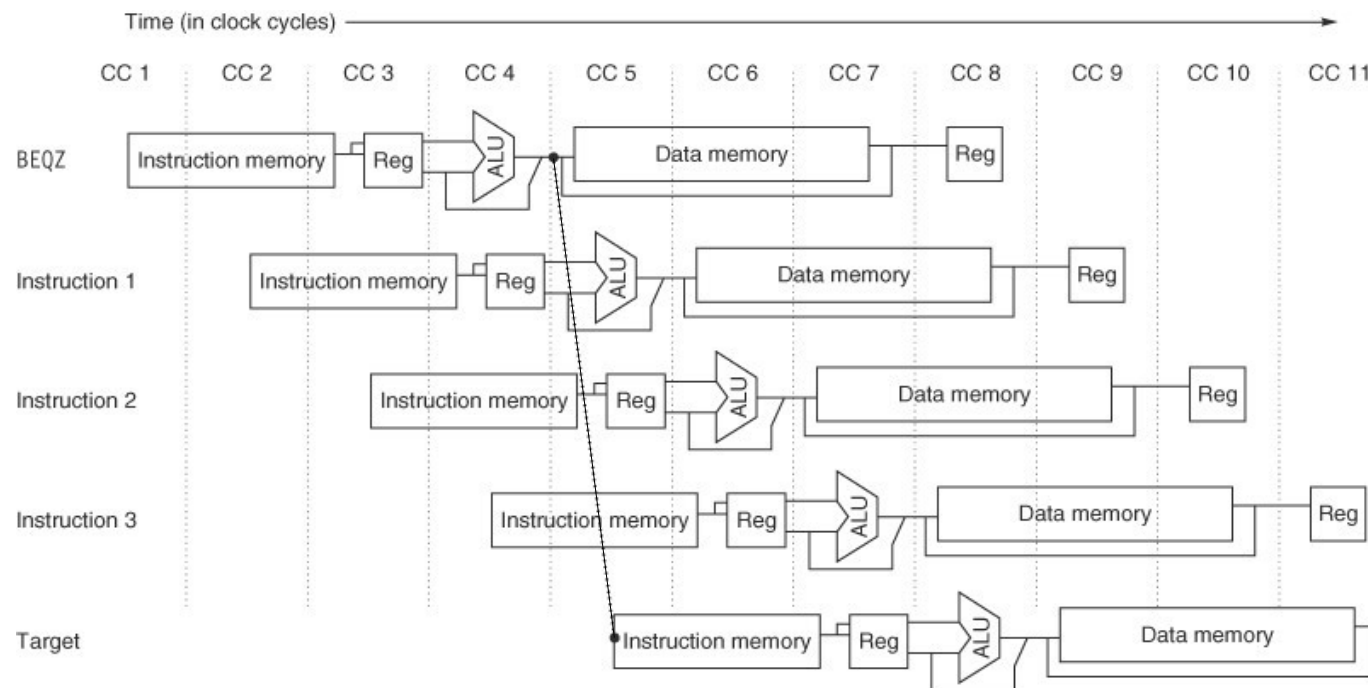 Time (in clock cycles)
CC 1 CC 2 CC 3 CC 4 CC 5 CC 6 CC 7 CC 8 CC 9 CC 10 CC 11
BEQZ Instruction memory Reg ALU Data memory Reg
Instruction 1 Instruction memory Reg ALU Data memory Reg
Instruction 2 Instruction memory Reg ALU Data memory Reg
Instruction 3 Instruction memory Reg ALU Data memory Reg
Target Instruction memory Reg ALU Data memory